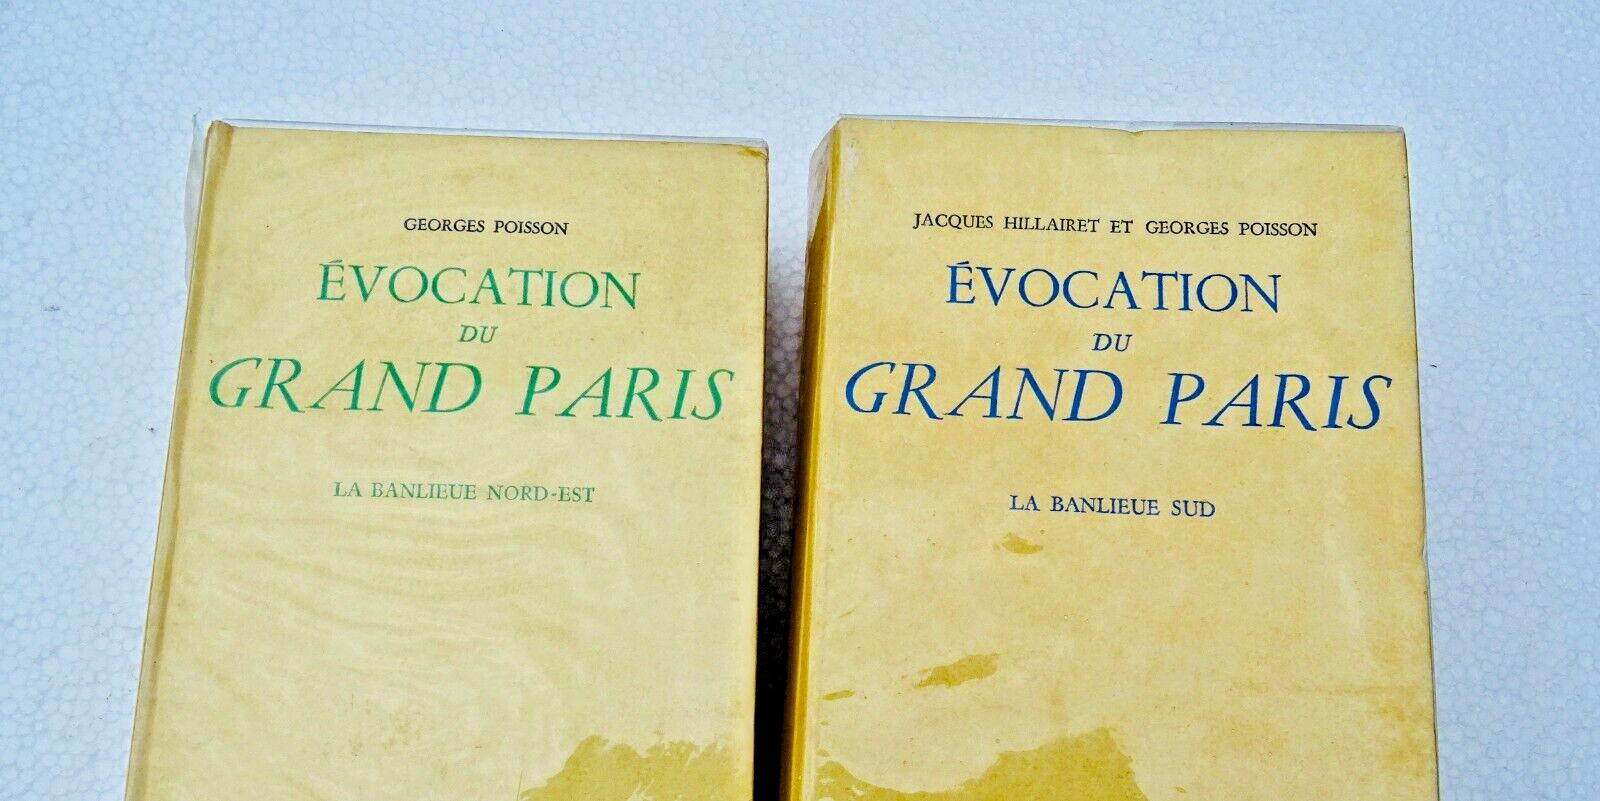 GEORGES POISSON
ÉVOCATION
DU
GRAND PARIS
LA BANLIEUE NORD-EST
JACQUES HILLAIRET ET GEORGES POISSON
ÉVOCATION
DU
GRAND PARIS
LA BANLIEUE SUD